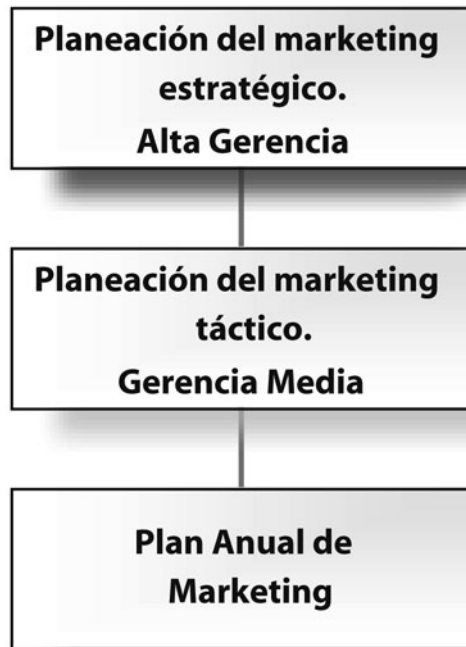 Planeación del marketing
estratégico.
Alta Gerencia
Planeación del marketing
táctico.
Gerencia Media
Plan Anual de
Marketing